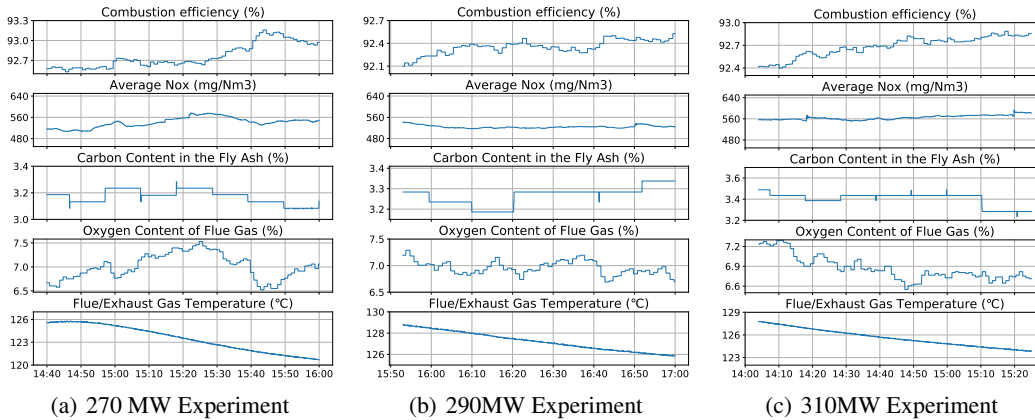 Combustion efficiency (%)
93.3
93.0
92.7
Average Nox (mg/Nm3)
640
560
480
Carbon Content in the Fly Ash (%)
3.2
3.0
Oxygen Content of Flue Gas (%)
7.5
7.0
6.5
Flue/Exhaust Gas Temperature (℃)
126
123
120
14:40 14:50 15:00 15:10 15:20 15:30 15:40 15:50 16:00
(a) 270 MW Experiment
Combustion efficiency (%)
92.7
92.4
92.1
Average Nox (mg/Nm3)
640
560
480
Carbon Content in the Fly Ash (%)
3.3
3.2
Oxygen Content of Flue Gas (%)
7.5
7.0
6.5
Flue/Exhaust Gas Temperature (℃)
130
128
126
15:50 16:00 16:10 16:20 16:30 16:40 16:50 17:00
(b) 290MW Experiment
Combustion efficiency (%)
93.0
92.7
92.4
Average Nox (mg/Nm3)
640
560
480
Carbon Content in the Fly Ash (%)
3.6
3.4
3.2
Oxygen Content of Flue Gas (%)
7.2
6.9
6.6
Flue/Exhaust Gas Temperature (℃)
129
126
123
14:00 14:10 14:20 14:30 14:40 14:50 15:00 15:10 15:20
(c) 310MW Experiment